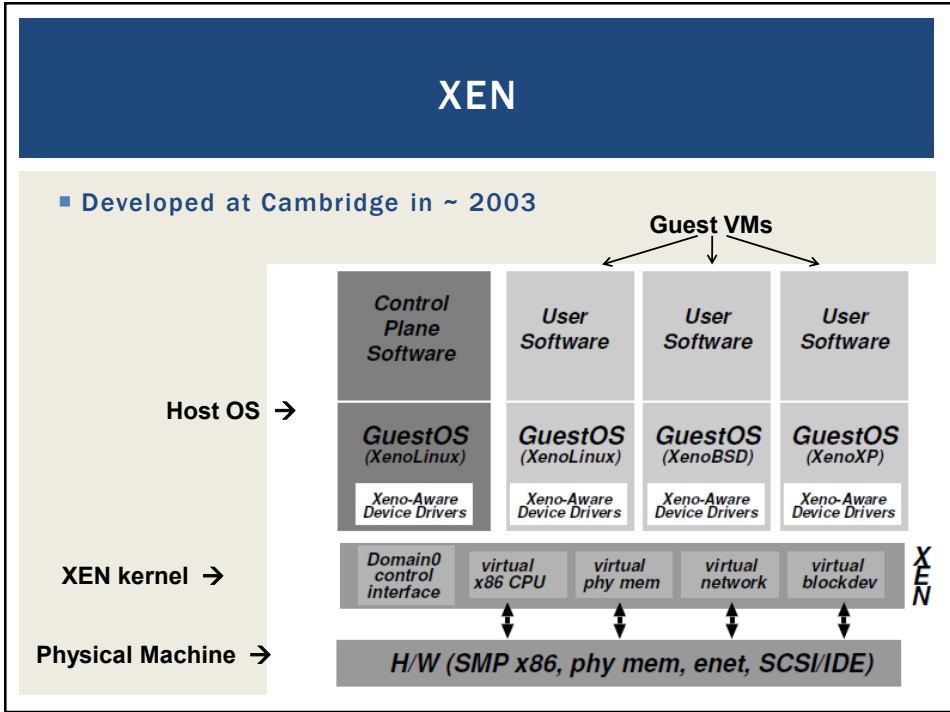 XEN
▪ Developed at Cambridge in ~ 2003
Guest VMs
Control
Plane
Software
User
Software
User
Software
User
Software
Host OS →
GuestOS
(XenoLinux)
GuestOS
(XenoLinux)
GuestOS
(XenoBSD)
GuestOS
(XenoXP)
Xeno-Aware
Device Drivers
Xeno-Aware
Device Drivers
Xeno-Aware
Device Drivers
Xeno-Aware
Device Drivers
XEN kernel →
Domain0
control
interface
virtual
x86 CPU
virtual
phy mem
virtual
network
virtual
blockdev
XEN
Physical Machine →
H/W (SMP x86, phy mem, enet, SCSI/IDE)